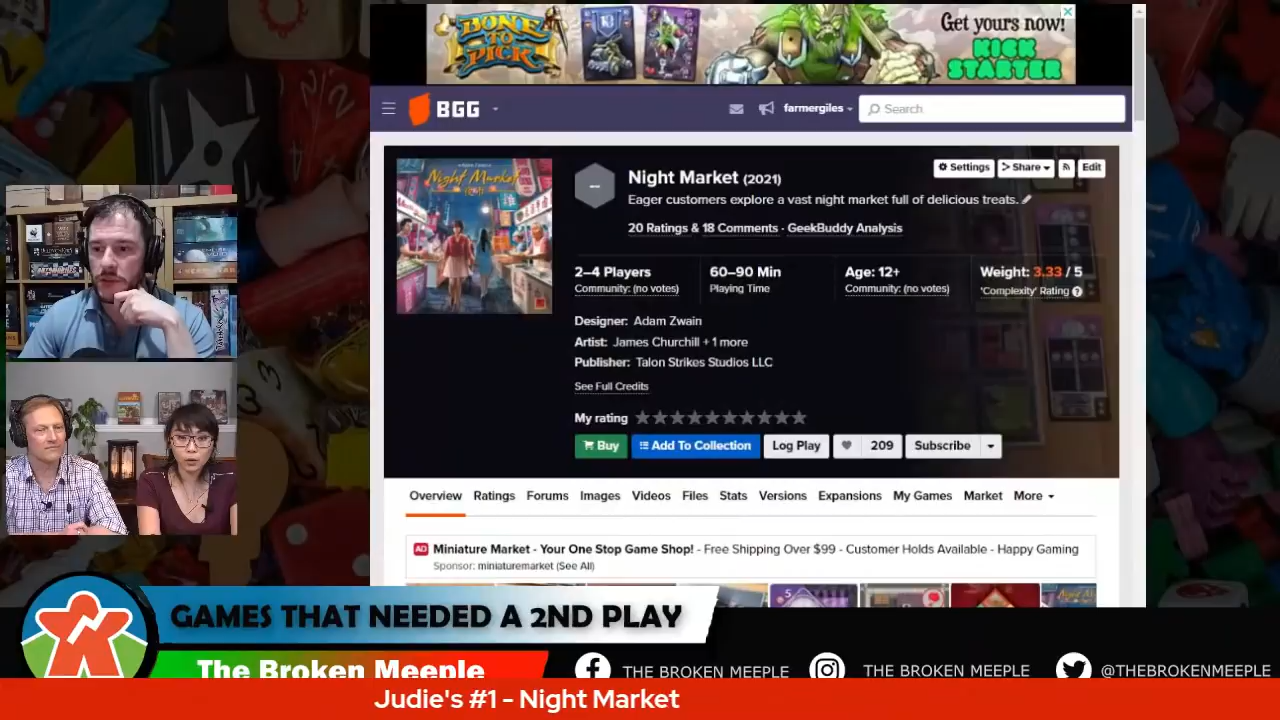 BONE TO PICK
Get yours now!
KICK STARTER
BGG
farmergiles
Search
Night Market
Night Market (2021)
Settings
Share
Edit
Eager customers explore a vast night market full of delicious treats.
20 Ratings & 18 Comments - GeekBuddy Analysis
--
2–4 Players
60–90 Min
Age: 12+
Weight: 3.33 / 5
Community: (no votes)
Playing Time
Community: (no votes)
'Complexity' Rating
Designer: Adam Zwain
Artist: James Churchill + 1 more
Publisher: Talon Strikes Studios LLC
See Full Credits
My rating
Buy
Add To Collection
Log Play
209
Subscribe
Overview
Ratings
Forums
Images
Videos
Files
Stats
Versions
Expansions
My Games
Market
More
AD Miniature Market - Your One Stop Game Shop! - Free Shipping Over $99 - Customer Holds Available - Happy Gaming
Sponsor: miniaturemarket (See All)
GAMES THAT NEEDED A 2ND PLAY
The Broken Meeple
THE BROKEN MEEPLE
THE BROKEN MEEPLE
@THEBROKENMEEPLE
Judie's #1 - Night Market